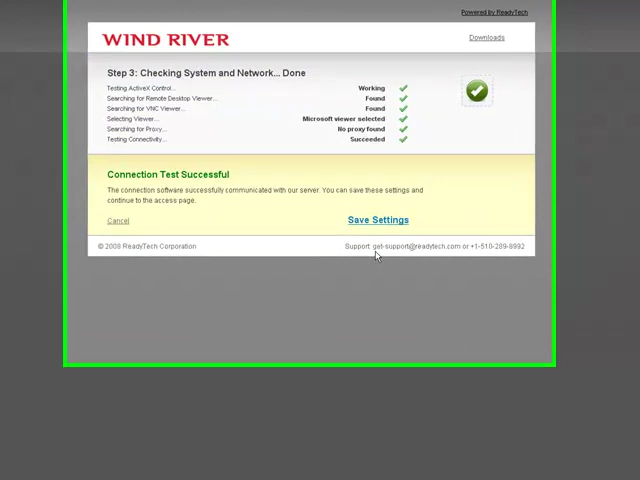 Powered by ReadyTech
WIND RIVER
Downloads
Step 3: Checking System and Network... Done
Testing ActiveX Control... Working
Searching for Remote Desktop Viewer... Found
Searching for VNC Viewer... Found
Selecting Viewer... Microsoft viewer selected
Searching for Proxy... No proxy found
Testing Connectivity... Succeeded
Connection Test Successful
The connection software successfully communicated with our server. You can save these settings and
continue to the access page.
Cancel Save Settings
© 2008 ReadyTech Corporation Support: get-support@readytech.com or +1-510-289-8992